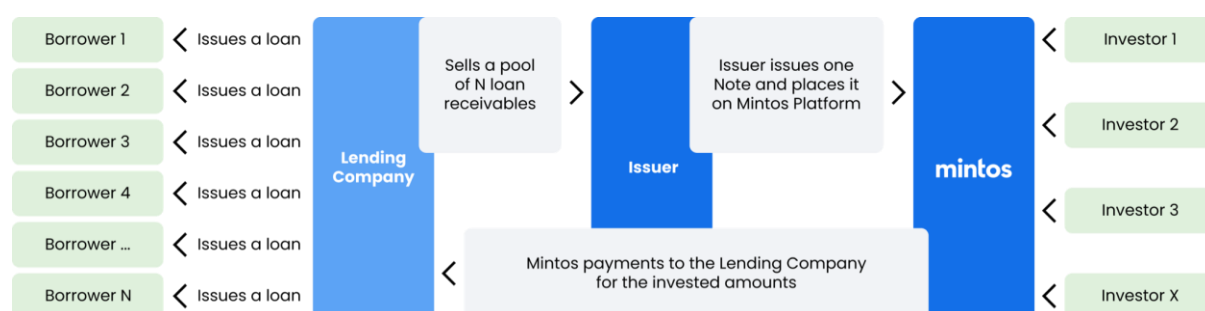 Borrower 1
Issues a loan
Borrower 2
Issues a loan
Borrower 3
Issues a loan
Borrower 4
Issues a loan
Borrower ...
Issues a loan
Borrower N
Issues a loan
Lending
Company
Sells a pool
of N loan
receivables
Issuer
Issuer issues one
Note and places it
on Mintos Platform
mintos
Mintos payments to the Lending Company
for the invested amounts
Investor 1
Investor 2
Investor 3
Investor X